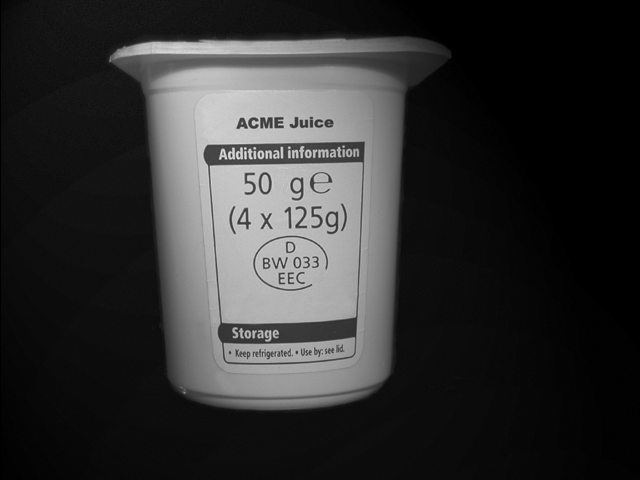 ACME Juice
Additional information
50 g℮
(4 x 125g)
D
BW 033
EEC
Storage
• Keep refrigerated. • Use by: see lid.